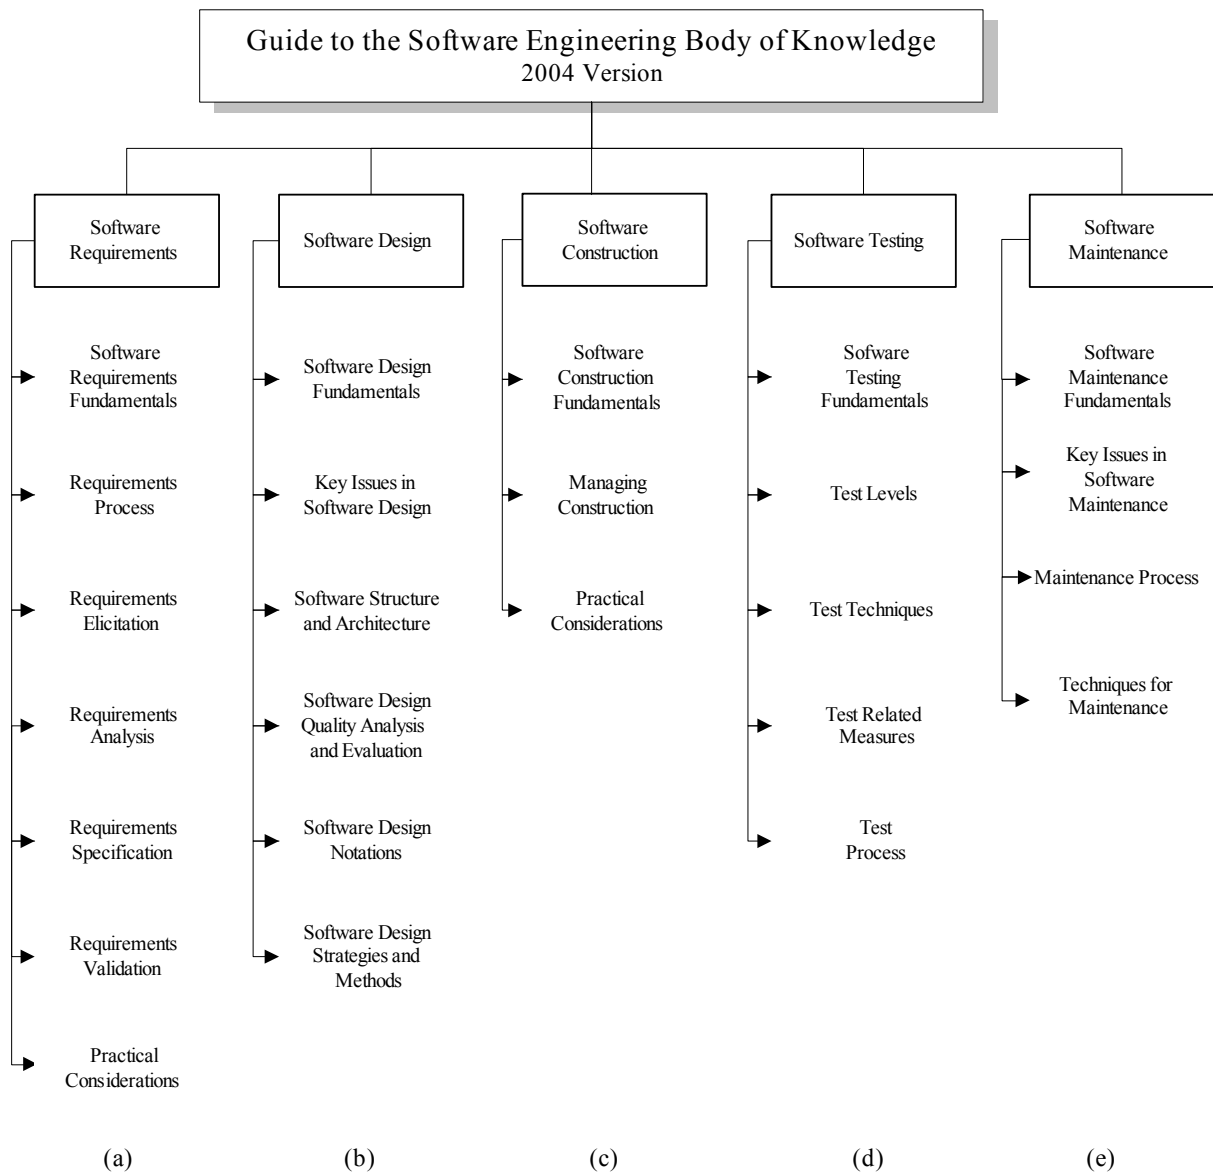 Guide to the Software Engineering Body of Knowledge
2004 Version
Software
Requirements
Software Design
Software
Construction
Software Testing
Software
Maintenance
Software
Requirements
Fundamentals
Requirements
Process
Requirements
Elicitation
Requirements
Analysis
Requirements
Specification
Requirements
Validation
Practical
Considerations
Software Design
Fundamentals
Key Issues in
Software Design
Software Structure
and Architecture
Software Design
Quality Analysis
and Evaluation
Software Design
Notations
Software Design
Strategies and
Methods
Software
Construction
Fundamentals
Managing
Construction
Practical
Considerations
Sofware
Testing
Fundamentals
Test Levels
Test Techniques
Test Related
Measures
Test
Process
Software
Maintenance
Fundamentals
Key Issues in
Software
Maintenance
Maintenance Process
Techniques for
Maintenance
(a)
(b)
(c)
(d)
(e)